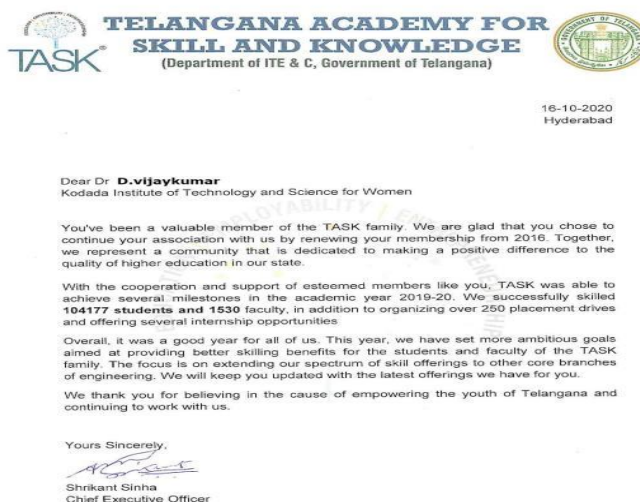 TASK®
TELANGANA ACADEMY FOR
SKILL AND KNOWLEDGE
(Department of ITE & C, Government of Telangana)
16-10-2020
Hyderabad
Dear Dr D.vijaykumar
Kodada Institute of Technology and Science for Women
You've been a valuable member of the TASK family. We are glad that you chose to
continue your association with us by renewing your membership from 2016. Together,
we represent a community that is dedicated to making a positive difference to the
quality of higher education in our state.
With the cooperation and support of esteemed members like you, TASK was able to
achieve several milestones in the academic year 2019-20. We successfully skilled
104177 students and 1530 faculty, in addition to organizing over 250 placement drives
and offering several internship opportunities
Overall, it was a good year for all of us. This year, we have set more ambitious goals
aimed at providing better skilling benefits for the students and faculty of the TASK
family. The focus is on extending our spectrum of skill offerings to other core branches
of engineering. We will keep you updated with the latest offerings we have for you.
We thank you for believing in the cause of empowering the youth of Telangana and
continuing to work with us.
Yours Sincerely,
Shrikant Sinha
Chief Executive Officer